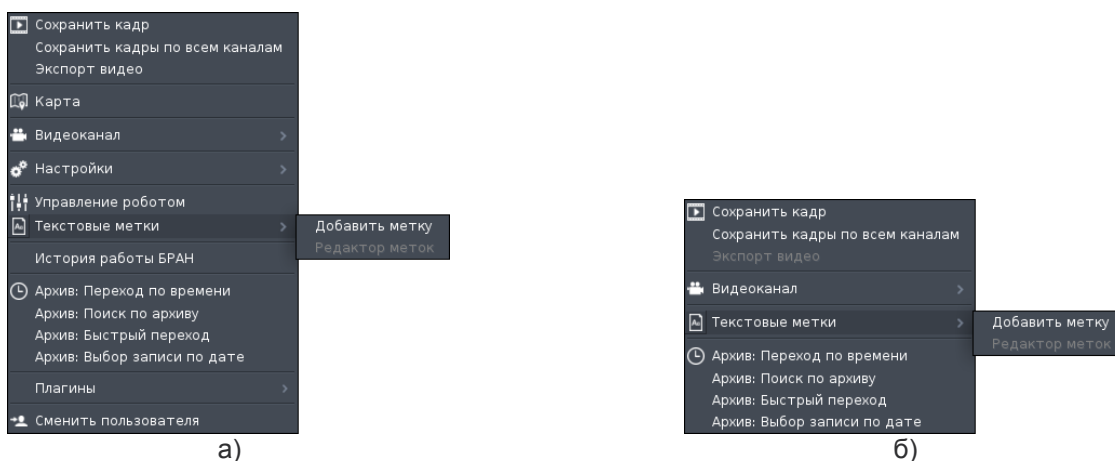 Сохранить кадр
Сохранить кадры по всем каналам
Экспорт видео
Карта
Видеоканал
Настройки
Управление роботом
Текстовые метки
Добавить метку
Редактор меток
История работы БРАН
Архив: Переход по времени
Архив: Поиск по архиву
Архив: Быстрый переход
Архив: Выбор записи по дате
Плагины
Сменить пользователя
а)
Сохранить кадр
Сохранить кадры по всем каналам
Экспорт видео
Видеоканал
Текстовые метки
Добавить метку
Редактор меток
Архив: Переход по времени
Архив: Поиск по архиву
Архив: Быстрый переход
Архив: Выбор записи по дате
б)